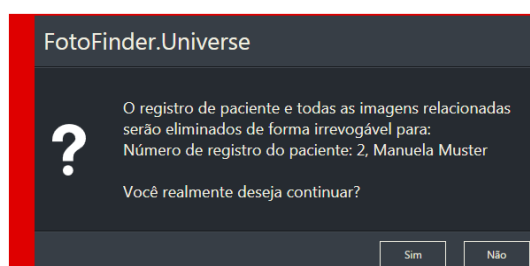 FotoFinder.Universe
O registro de paciente e todas as imagens relacionadas
serão eliminados de forma irrevogável para:
Número de registro do paciente: 2, Manuela Muster
Você realmente deseja continuar?
Sim
Não